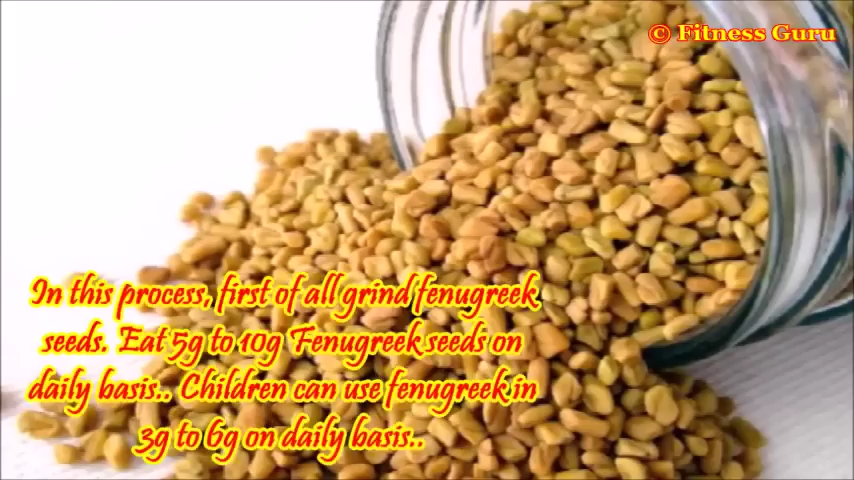 © Fitness Guru
In this process, first of all grind fenugreek
seeds. Eat 5g to 10g Fenugreek seeds on
daily basis.. Children can use fenugreek in
3g to 6g on daily basis..